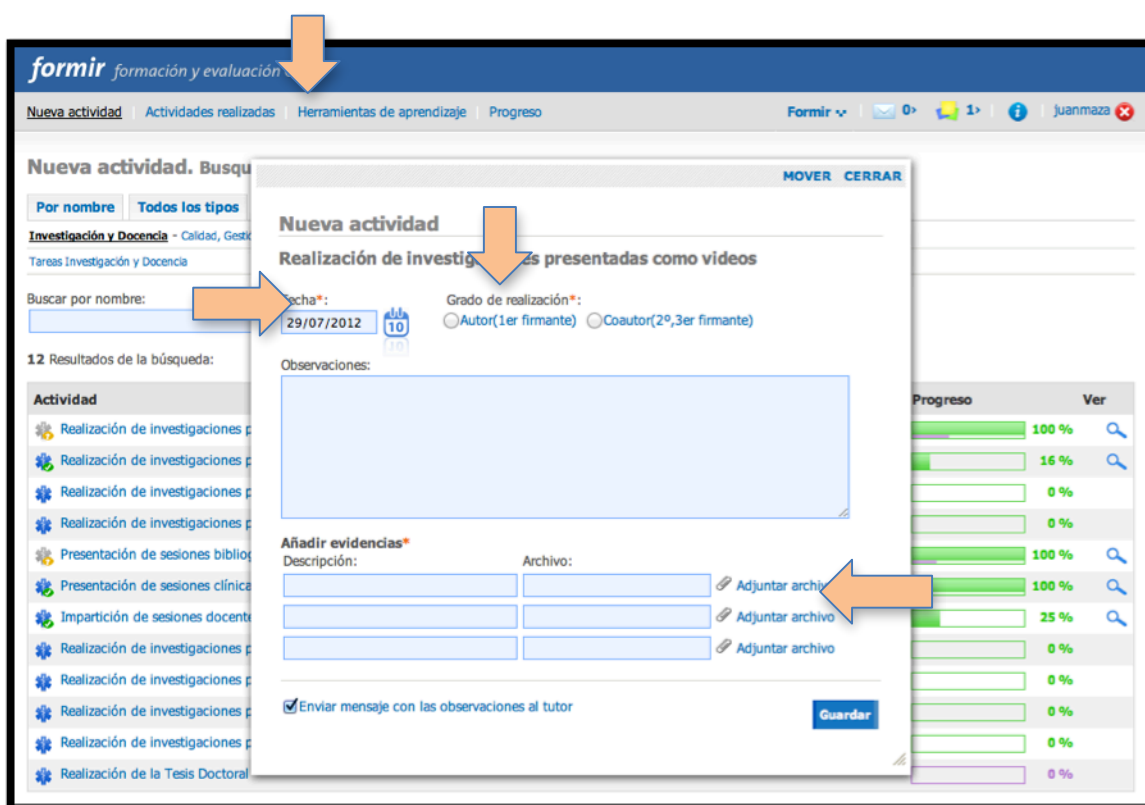 formir formación y evaluación
Nueva actividad Actividades realizadas Herramientas de aprendizaje Progreso Formir 0 1 juanmaza
Nueva actividad. Busqu
MOVER CERRAR
Por nombre Todos los tipos
Investigación y Docencia - Calidad, Gestió
Tareas Investigación y Docencia
Buscar por nombre:
12 Resultados de la búsqueda:
Nueva actividad
Realización de presentadas como videos
Fecha*: Grado de realización*:
29/07/2012 10 Autor(1er firmante) Coautor(2º,3er firmante)
Observaciones:
Añadir evidencias*
Descripción: Archivo:
Adjuntar archivo
Adjuntar archivo
Adjuntar archivo
Enviar mensaje con las observaciones al tutor
Guardar
Actividad Progreso Ver
Realización de investigaciones p 100 %
Realización de investigaciones p 16 %
Realización de investigaciones p 0 %
Realización de investigaciones p 0 %
Presentación de sesiones bibliog 100 %
Presentación de sesiones clínica 100 %
Impartición de sesiones docente 25 %
Realización de investigaciones p 0 %
Realización de investigaciones p 0 %
Realización de investigaciones p 0 %
Realización de investigaciones p 0 %
Realización de la Tesis Doctoral 0 %